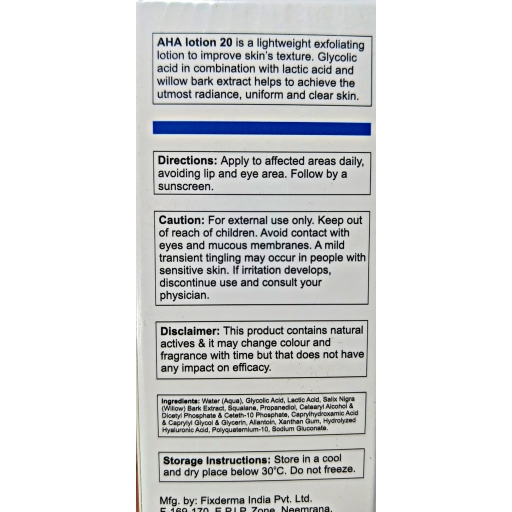 AHA lotion 20 is a lightweight exfoliating
lotion to improve skin's texture. Glycolic
acid in combination with lactic acid and
willow bark extract helps to achieve the
utmost radiance, uniform and clear skin.
Directions: Apply to affected areas daily,
avoiding lip and eye area. Follow by a
sunscreen.
Caution: For external use only. Keep out
of reach of children. Avoid contact with
eyes and mucous membranes. A mild
transient tingling may occur in people with
sensitive skin. If irritation develops,
discontinue use and consult your
physician.
Disclaimer: This product contains natural
actives & it may change colour and
fragrance with time but that does not have
any impact on efficacy.
Ingredients: Water (Aqua), Glycolic Acid, Lactic Acid, Salix Nigra
(Willow) Bark Extract, Squalane, Propanediol, Cetearyl Alcohol &
Dicetyl Phosphate & Ceteth-10 Phosphate, Caprylhydroxamic Acid
& Caprylyl Glycol & Glycerin, Allantoin, Xanthan Gum, Hydrolyzed
Hyaluronic Acid, Polyquaternium-10, Sodium Gluconate.
Storage Instructions: Store in a cool
and dry place below 30°C. Do not freeze.
Mfg. by: Fixderma India Pvt. Ltd.
F-169-170, E.P.I.P. Zone, Neemrana,